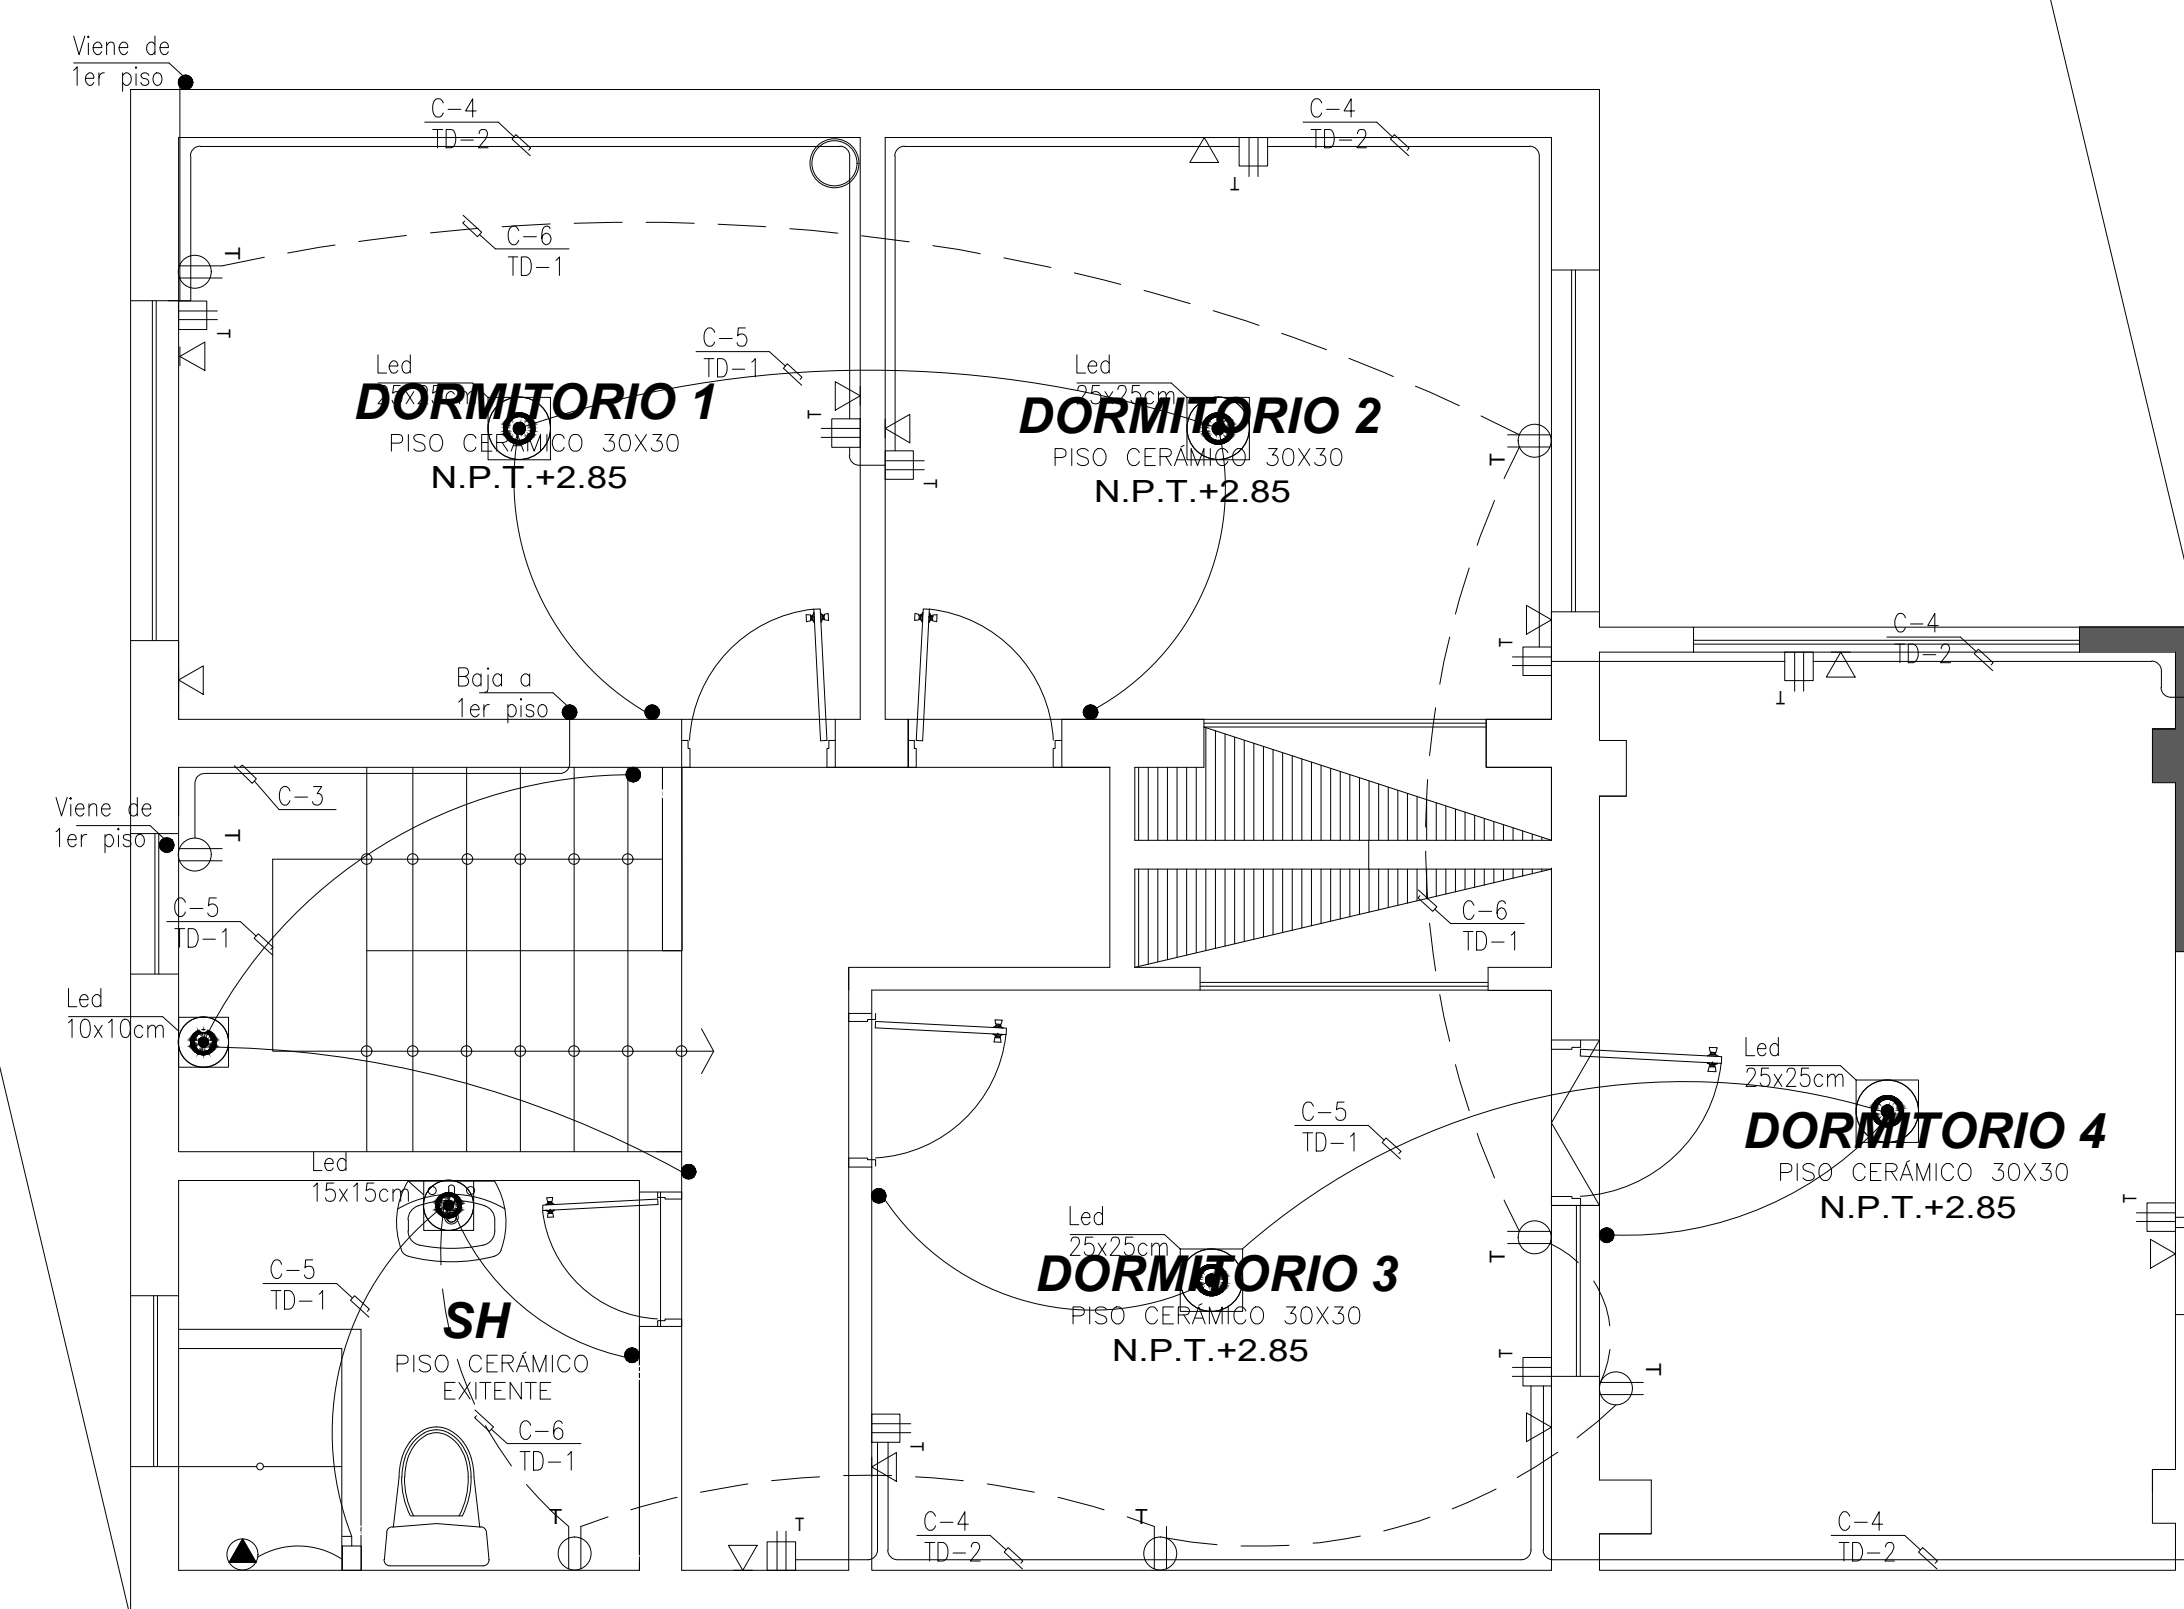 Viene de
1er piso
C-4
TD-2
C-4
TD-2
T
T
C-6
TD-1
T
C-5
TD-1
Led
25x25cm
DORMITORIO 1
PISO CERÁMICO 30X30
N.P.T.+2.85
T
Led
25x25cm
DORMITORIO 2
PISO CERÁMICO 30X30
N.P.T.+2.85
T
T
T
C-4
TD-2
T
Baja a
1er piso
C-3
Viene de
1er piso
T
C-5
TD-1
C-6
TD-1
Led
10x10cm
Led
25x25cm
DORMITORIO 4
PISO CERÁMICO 30X30
N.P.T.+2.85
T
C-5
TD-1
Led
15x15cm
Led
25x25cm
DORMITORIO 3
PISO CERÁMICO 30X30
N.P.T.+2.85
T
C-5
TD-1
SH
PISO CERÁMICO
EXITENTE
T
T
C-6
TD-1
T
T
T
T
C-4
TD-2
C-4
TD-2